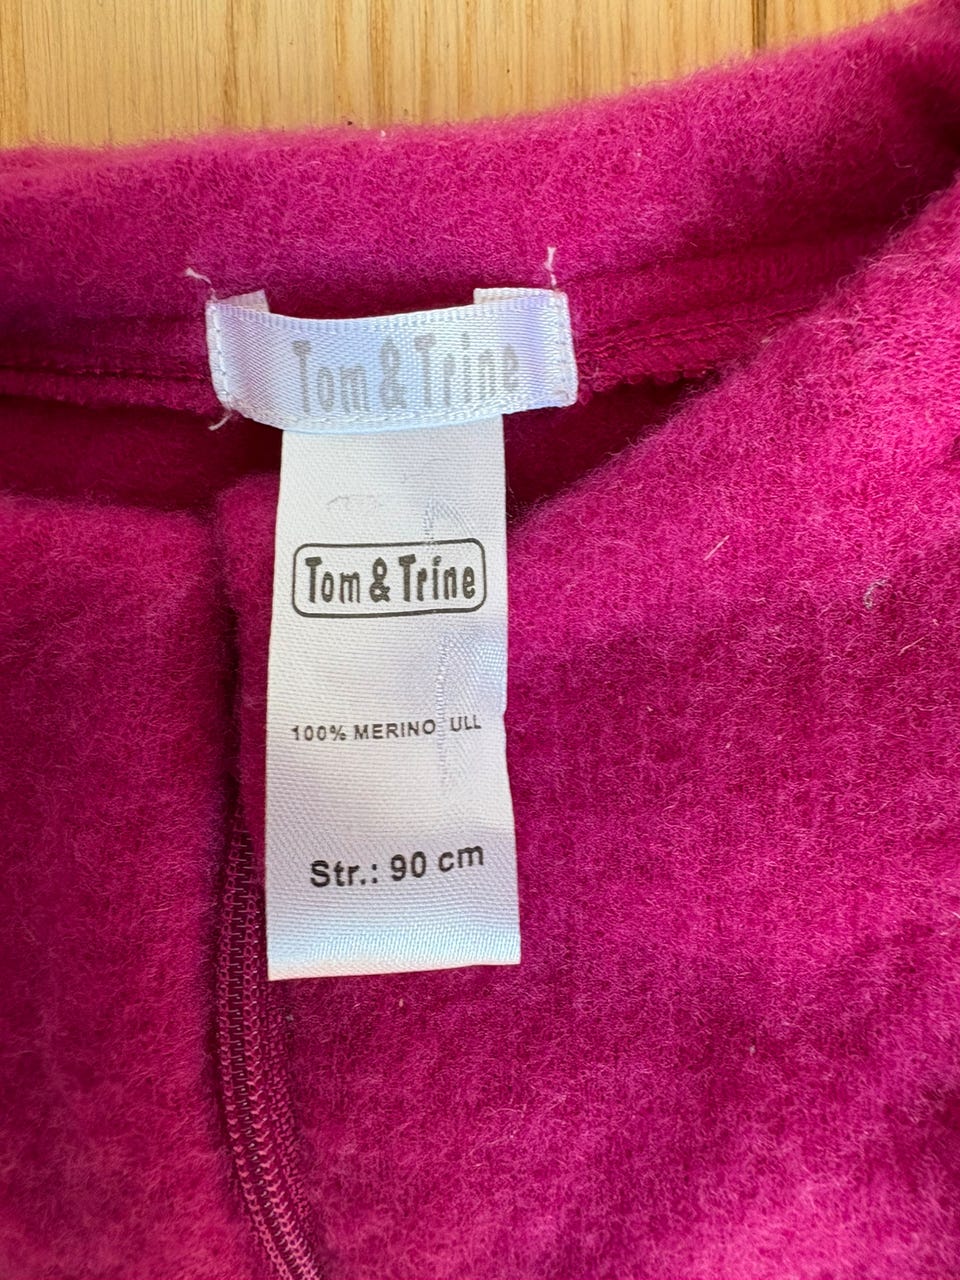 Tom & Trine
Tom & Trine
100% MERINO ULL
Str.: 90 cm